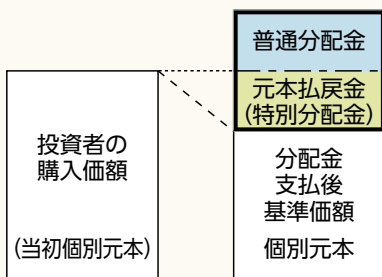 普通分配金
元本払戻金
(特別分配金)
投資者の
購入価額
(当初個別元本)
分配金
支払後
基準価額
個別元本